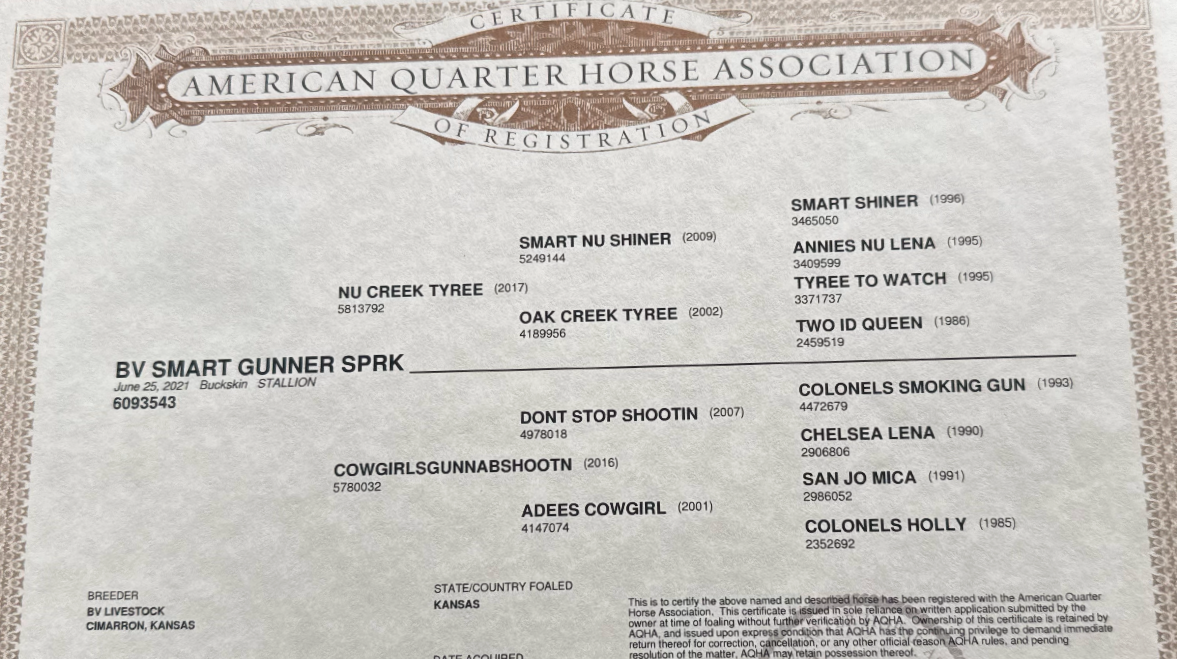 CERTIFICATE
AMERICAN QUARTER HORSE ASSOCIATION
OF REGISTRATION
SMART SHINER (1996)
3465050
SMART NU SHINER (2009)
5249144
ANNIES NU LENA (1995)
3409599
NU CREEK TYREE (2017)
5813792
TYREE TO WATCH (1995)
3371737
OAK CREEK TYREE (2002)
4189956
TWO ID QUEEN (1986)
2459519
BV SMART GUNNER SPRK
June 25, 2021 Buckskin STALLION
6093543
COLONELS SMOKING GUN (1993)
4472679
DONT STOP SHOOTIN (2007)
4978018
CHELSEA LENA (1990)
2906806
COWGIRLSGUNNABSHOOTN (2016)
5780032
SAN JO MICA (1991)
2986052
ADEES COWGIRL (2001)
4147074
COLONELS HOLLY (1985)
2352692
BREEDER
BV LIVESTOCK
CIMARRON, KANSAS
STATE/COUNTRY FOALED
KANSAS
DATE ACQUIRED
This is to certify the above named and described horse has been registered with the American Quarter
Horse Association. This certificate is issued in sole reliance on written application submitted by the
owner at time of foaling without further verification by AQHA. Ownership of this certificate is retained by
AQHA, and issued upon express condition that AQHA has the continuing privilege to demand immediate
return thereof for correction, cancellation, or any other official reason AQHA rules, and pending
resolution of the matter, AQHA may retain possession thereof.